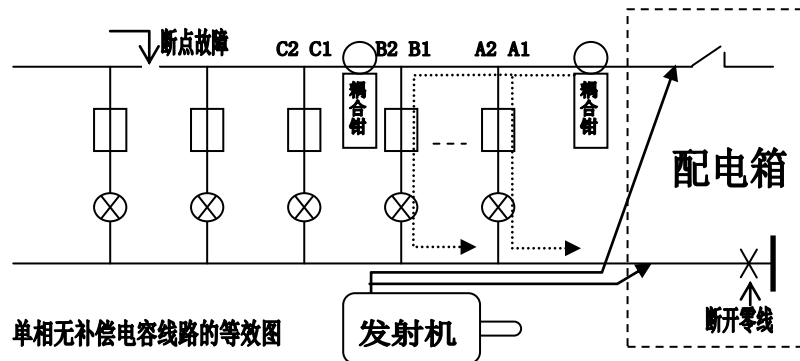 断点故障
C2 C1
B2 B1
A2 A1
耦合钳
耦合钳
配电箱
断开零线
发射机
单相无补偿电容线路的等效图